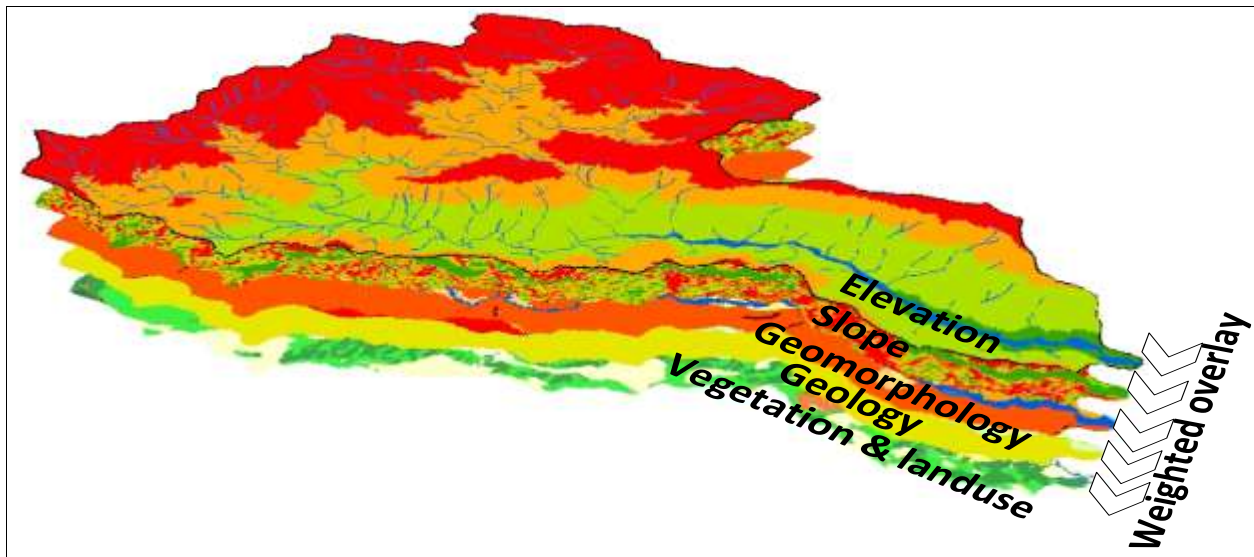 Elevation
Slope
Geomorphology
Geology
Vegetation & landuse
Weighted overlay